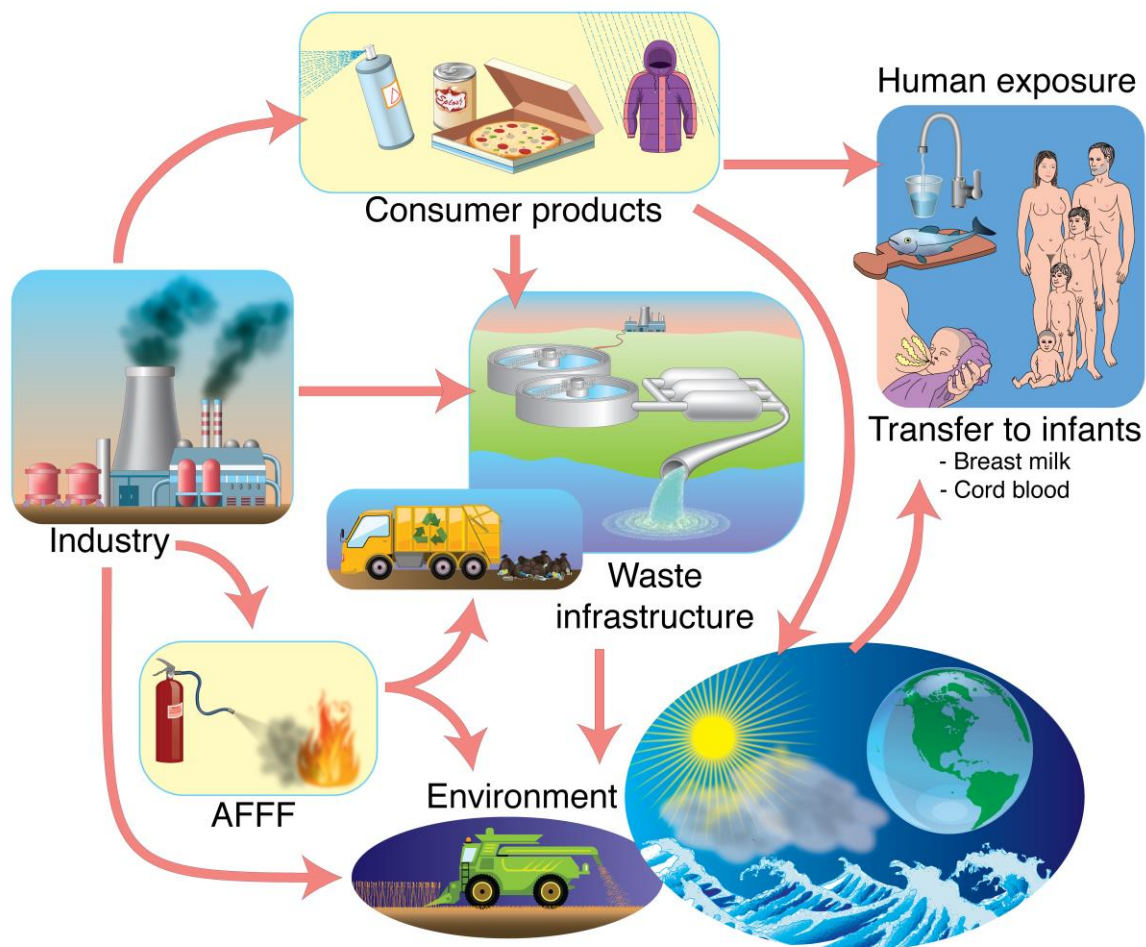 Consumer products
Human exposure
Transfer to infants
- Breast milk
- Cord blood
Industry
Waste
infrastructure
AFFF
Environment